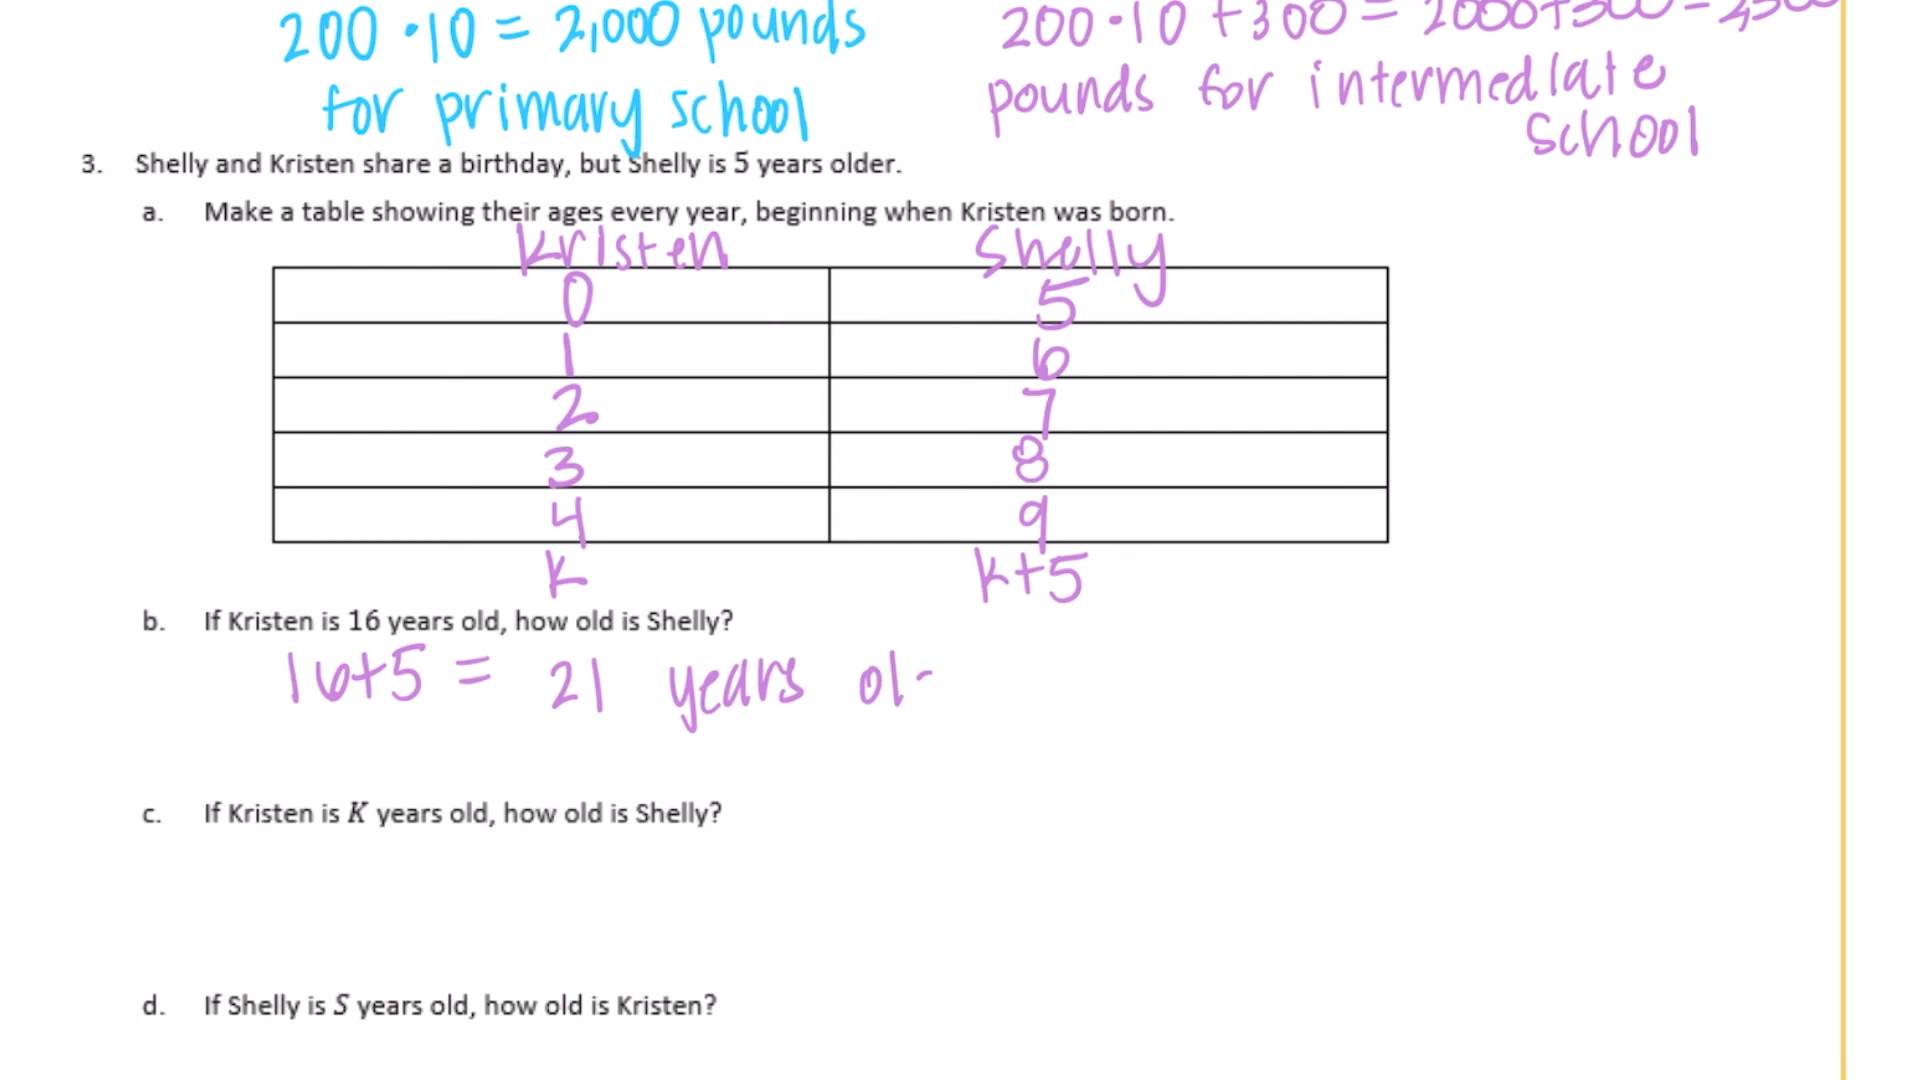 200 · 10 = 2,000 pounds
for primary school
200 · 10 + 300 = 2000+300 =
pounds for intermediate
school
3. Shelly and Kristen share a birthday, but Shelly is 5 years older.
a. Make a table showing their ages every year, beginning when Kristen was born.
Kristen Shelly
0 5
1 6
2 7
3 8
4 9
K K+5
b. If Kristen is 16 years old, how old is Shelly?
16+5 = 21 years ol
c. If Kristen is K years old, how old is Shelly?
d. If Shelly is S years old, how old is Kristen?